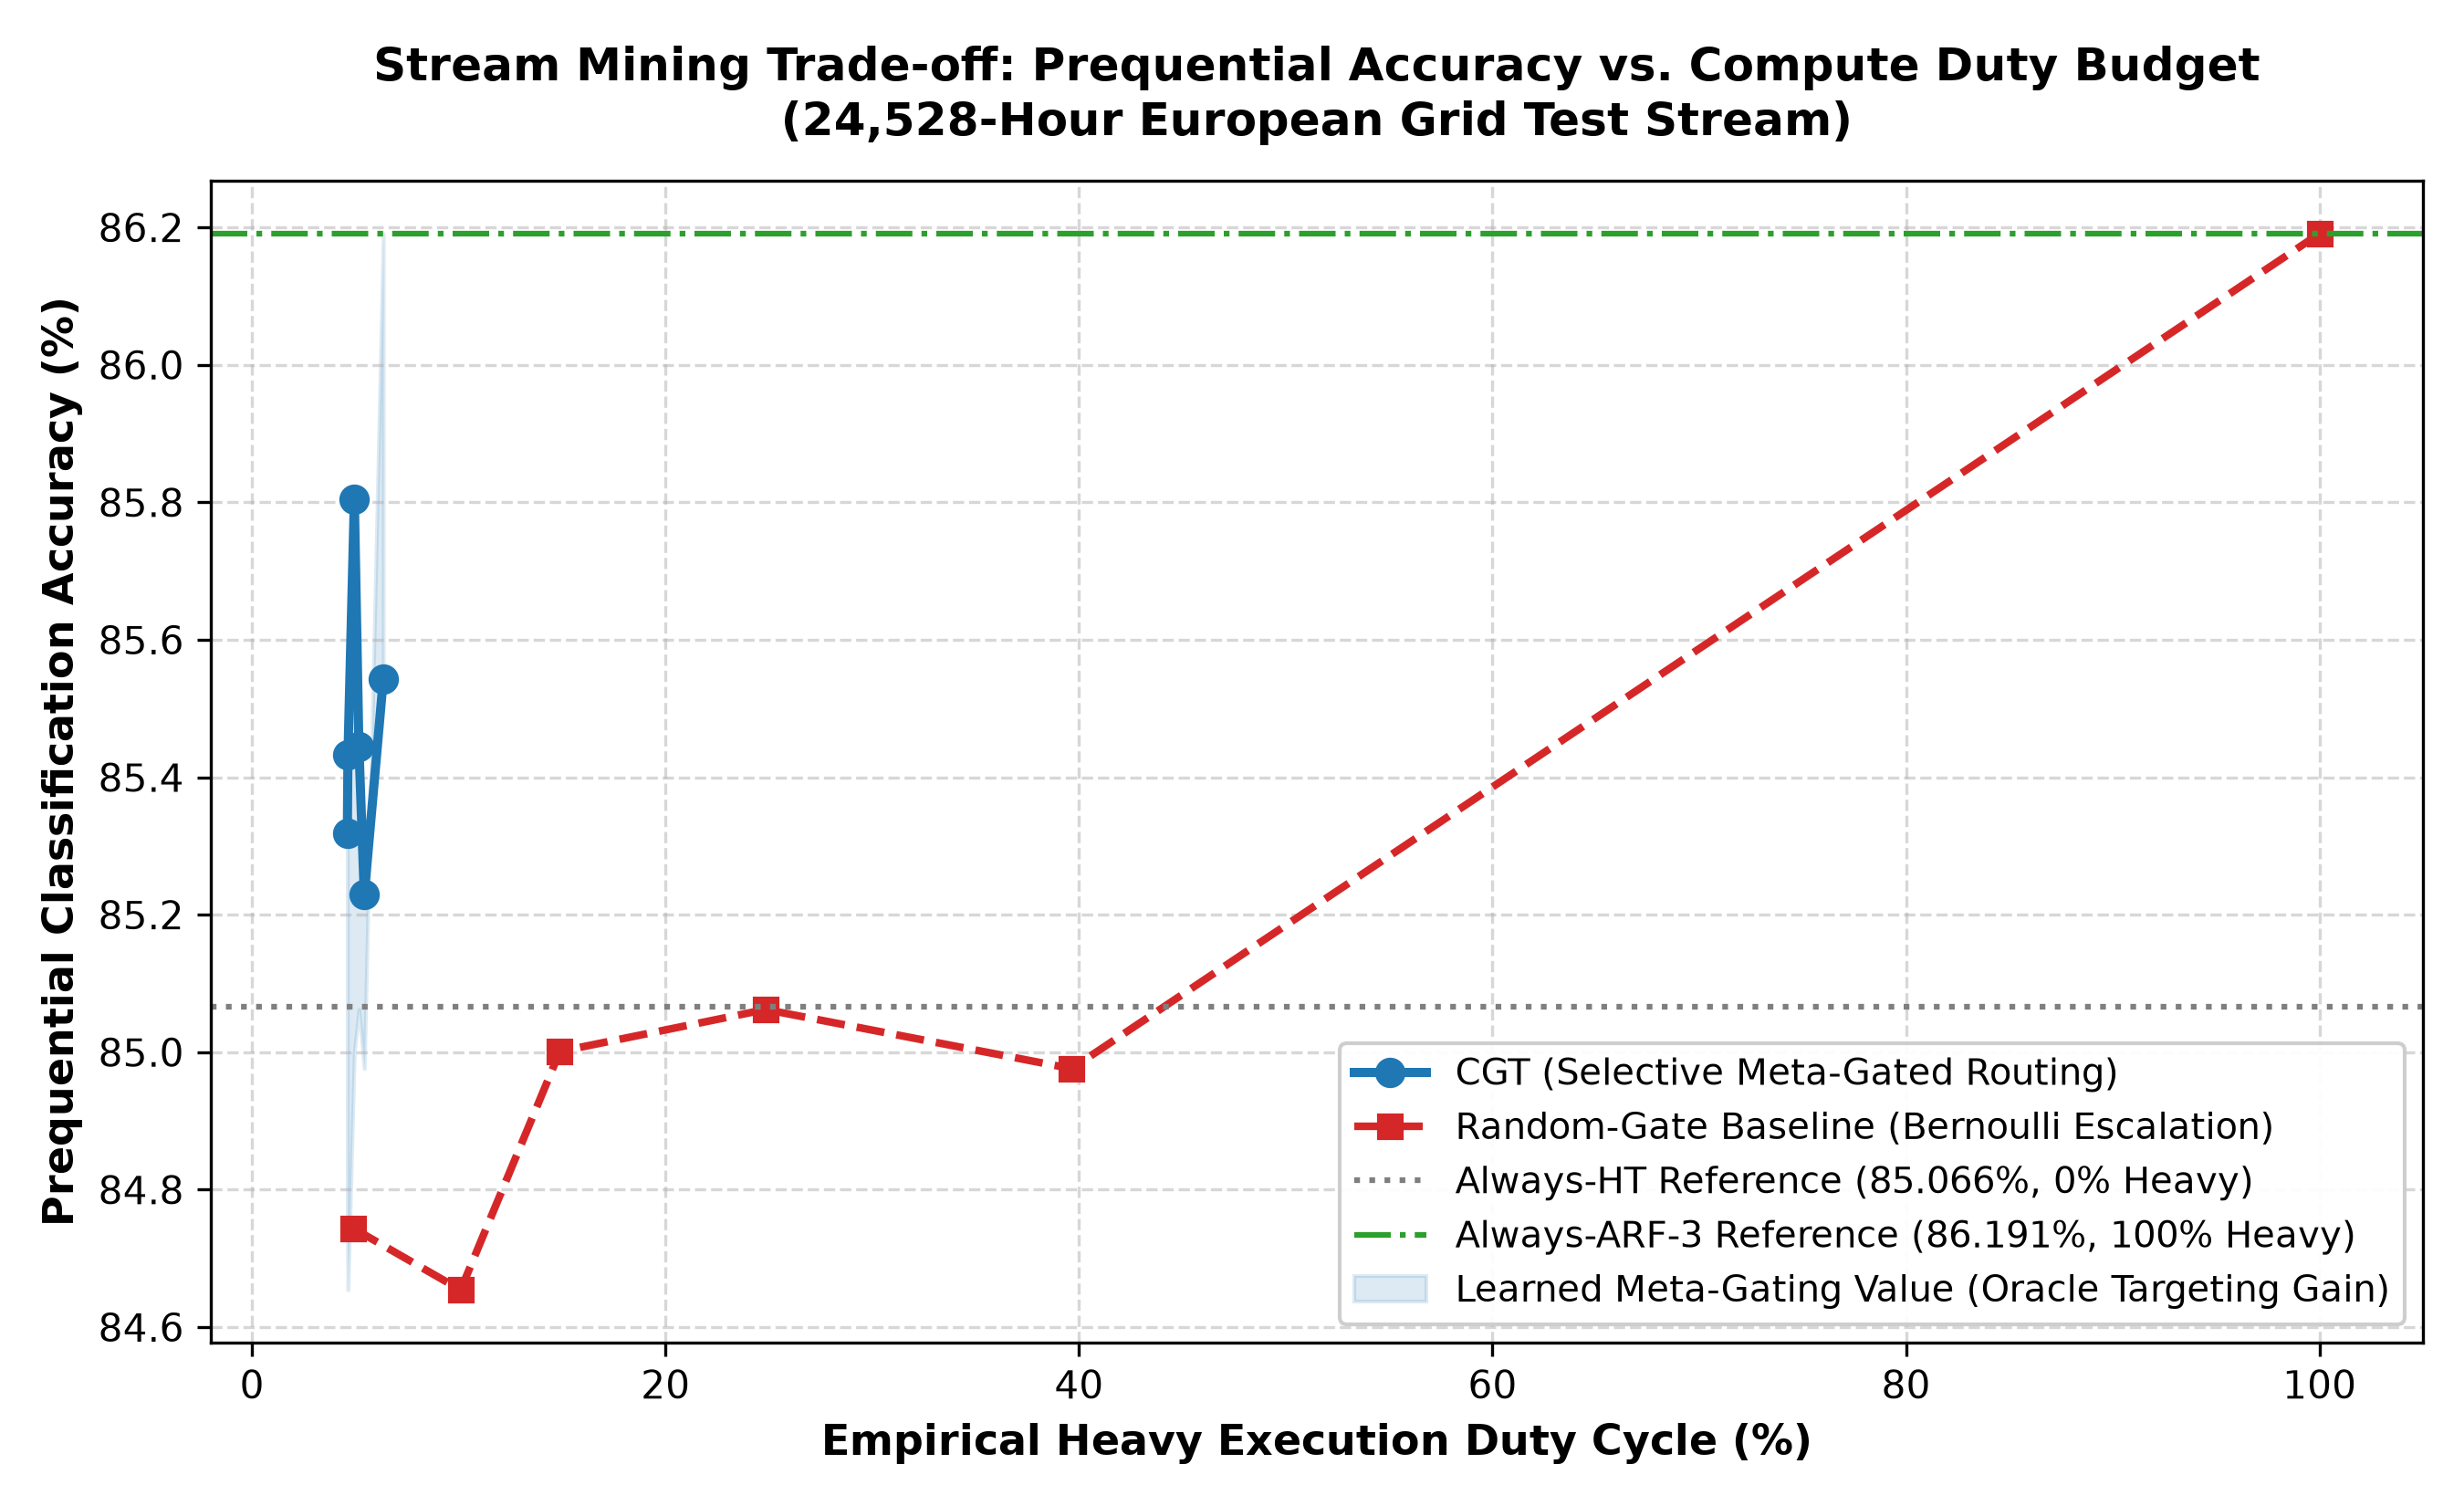 Stream Mining Trade-off: Prequential Accuracy vs. Compute Duty Budget
(24,528-Hour European Grid Test Stream)
Prequential Classification Accuracy (%)
86.2
86.0
85.8
85.6
85.4
85.2
85.0
84.8
84.6
CGT (Selective Meta-Gated Routing)
Random-Gate Baseline (Bernoulli Escalation)
Always-HT Reference (85.066%, 0% Heavy)
Always-ARF-3 Reference (86.191%, 100% Heavy)
Learned Meta-Gating Value (Oracle Targeting Gain)
0 20 40 60 80 100
Empirical Heavy Execution Duty Cycle (%)